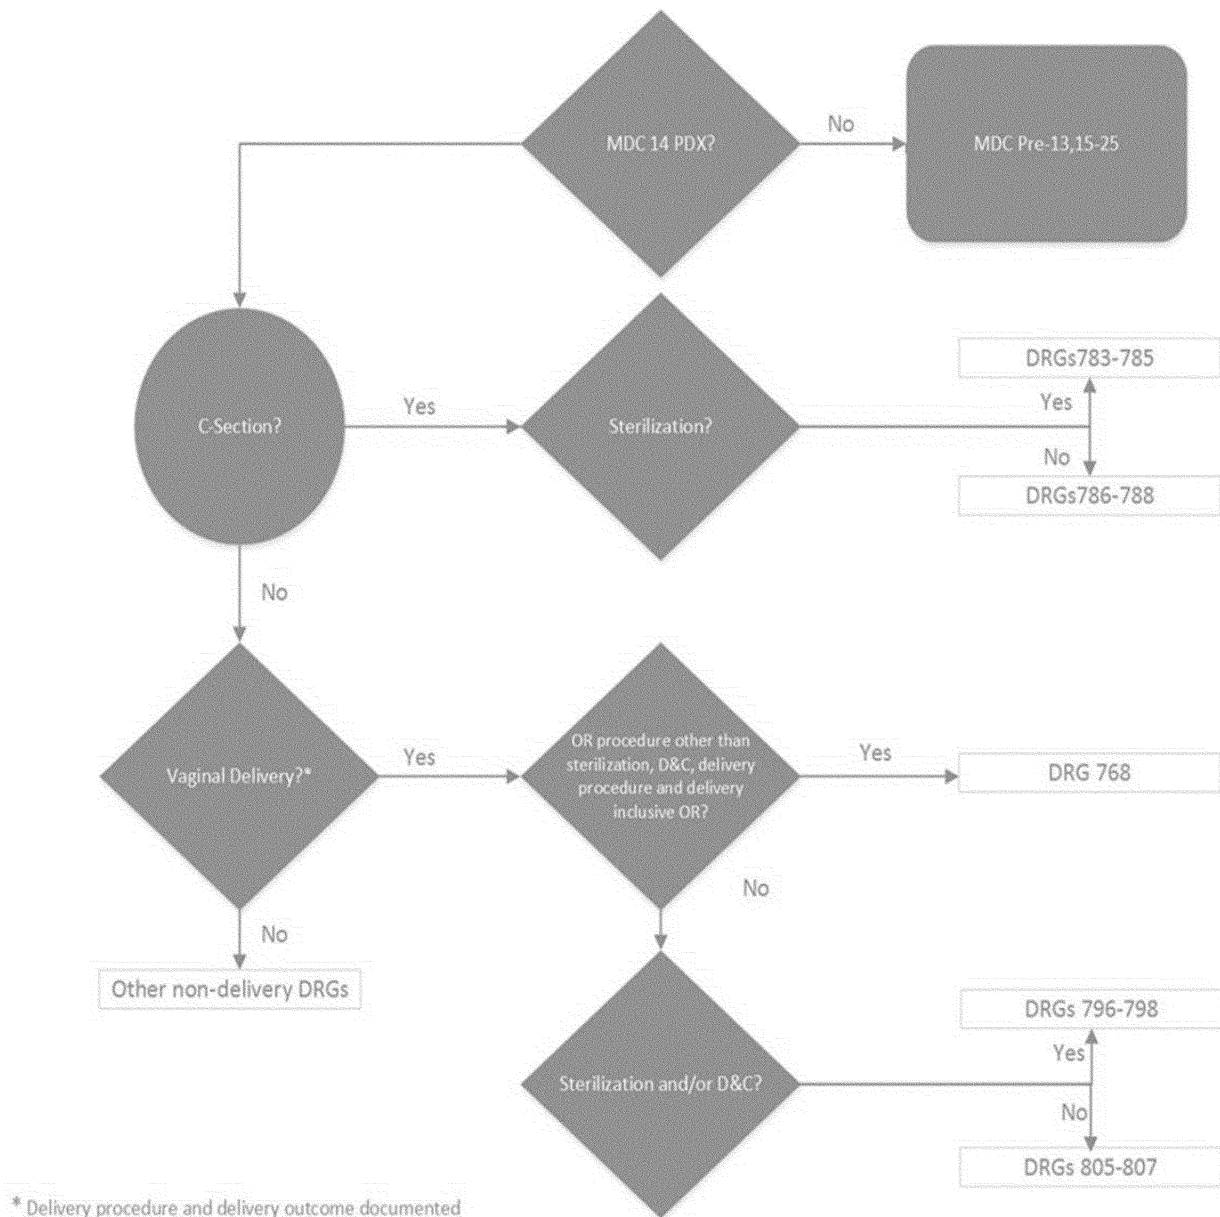 MDC 14 PDX?
No
MDC Pre-13,15-25
C-Section?
Yes
Sterilization?
DRGs783-785
Yes
No
DRGs786-788
No
Vaginal Delivery?*
Yes
OR procedure other than
sterilization, D&C, delivery
procedure and delivery
inclusive OR?
Yes
DRG 768
No
No
Other non-delivery DRGs
Sterilization and/or D&C?
DRGs 796-798
Yes
No
DRGs 805-807
* Delivery procedure and delivery outcome documented